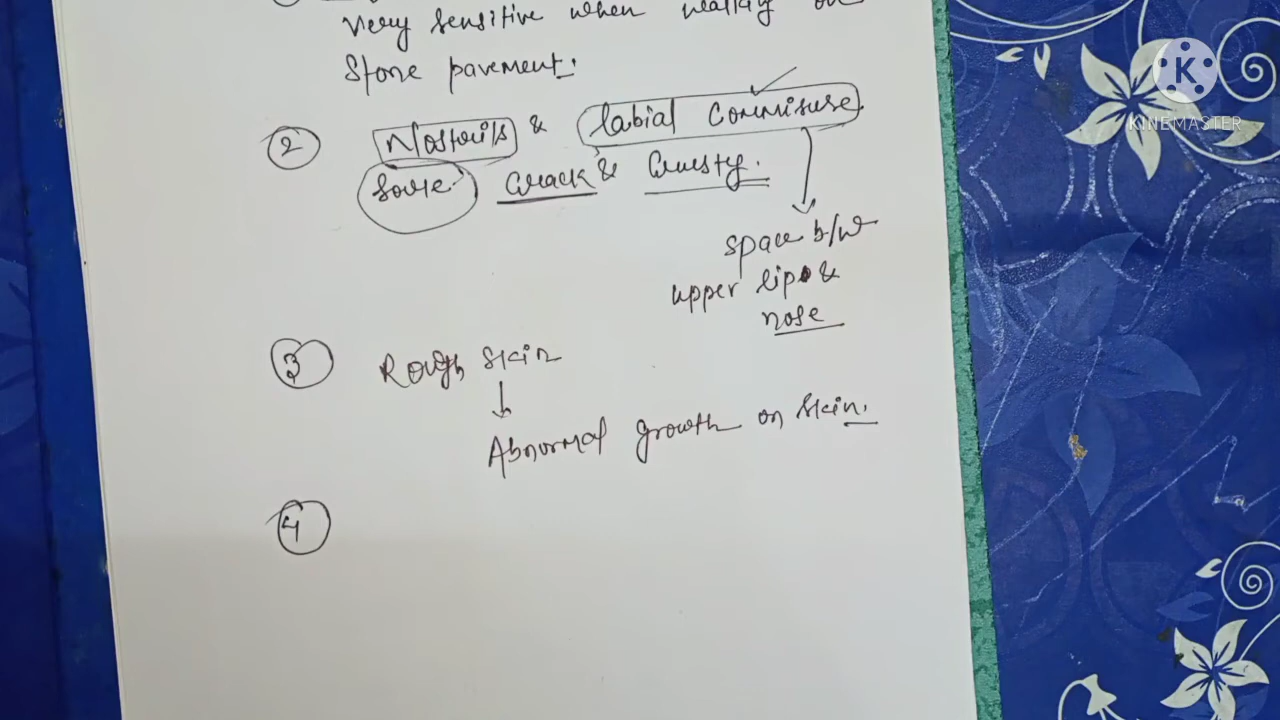 very sensitive when walking on
stone pavement.
2 Nostrils & labial Commisure.
Sore. Crack & Crusty.
space b/w
upper lip &
nose
3 Rough skin
Abnormal growth on skin.
4
K
KINEMASTER